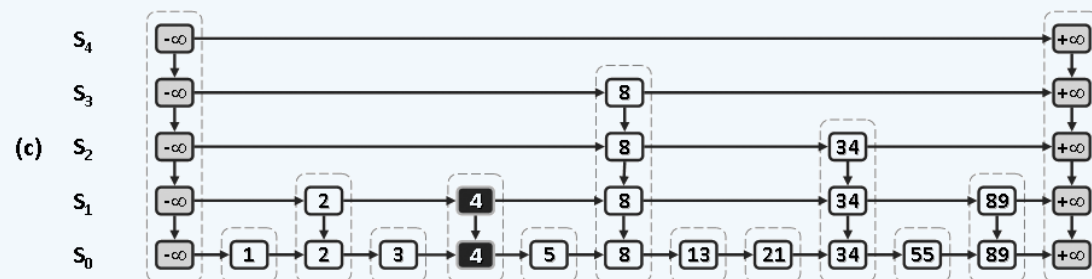 S4 -∞ +∞
S3 -∞ 8 +∞
(c) S2 -∞ 8 34 +∞
S1 -∞ 2 4 8 34 89 +∞
S0 -∞ 1 2 3 4 5 8 13 21 34 55 89 +∞